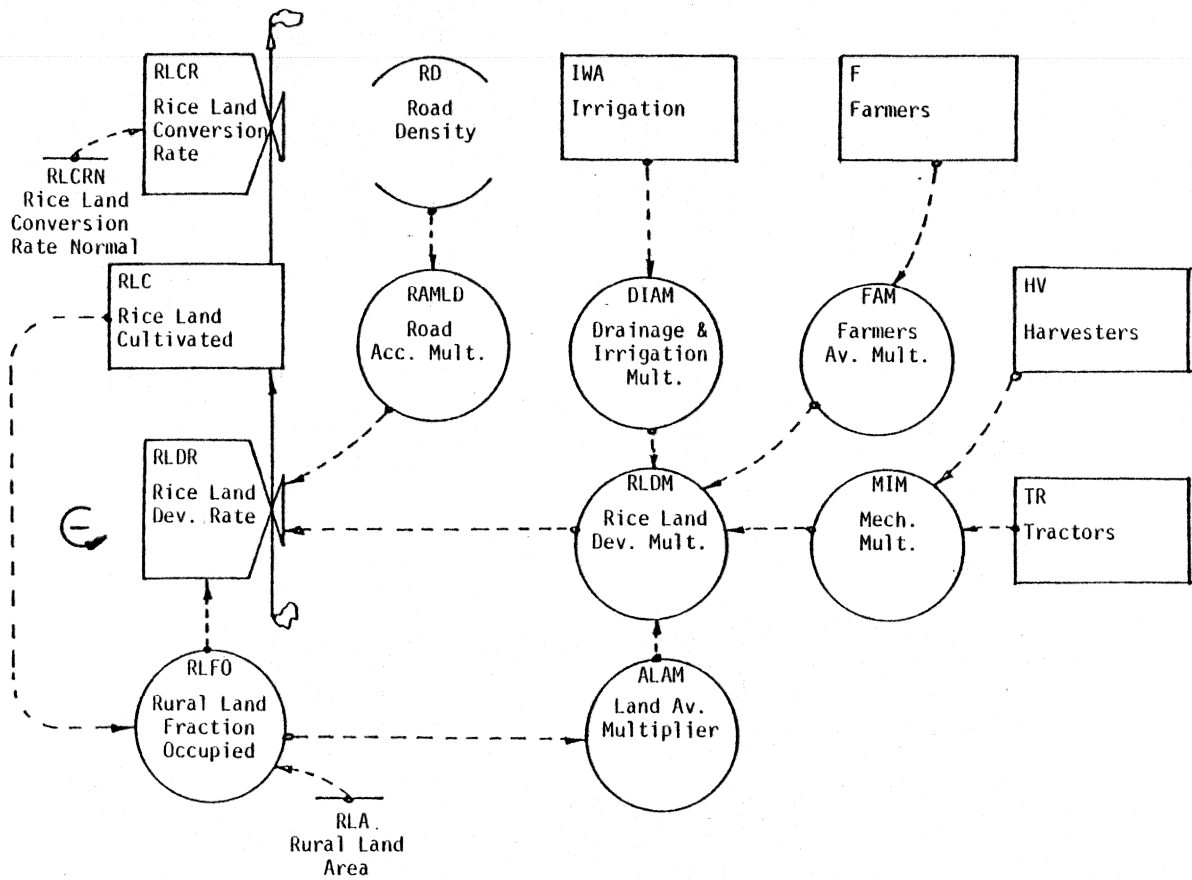 RLCR
Rice Land
Conversion
Rate
RD
Road
Density
IWA
Irrigation
F
Farmers
RLCRN
Rice Land
Conversion
Rate Normal
RLC
Rice Land
Cultivated
RAMLD
Road
Acc. Mult.
DIAM
Drainage &
Irrigation
Mult.
FAM
Farmers
Av. Mult.
HV
Harvesters
RLDR
Rice Land
Dev. Rate
RLDM
Rice Land
Dev. Mult.
MIM
Mech.
Mult.
TR
Tractors
RLFO
Rural Land
Fraction
Occupied
ALAM
Land Av.
Multiplier
RLA
Rural Land
Area